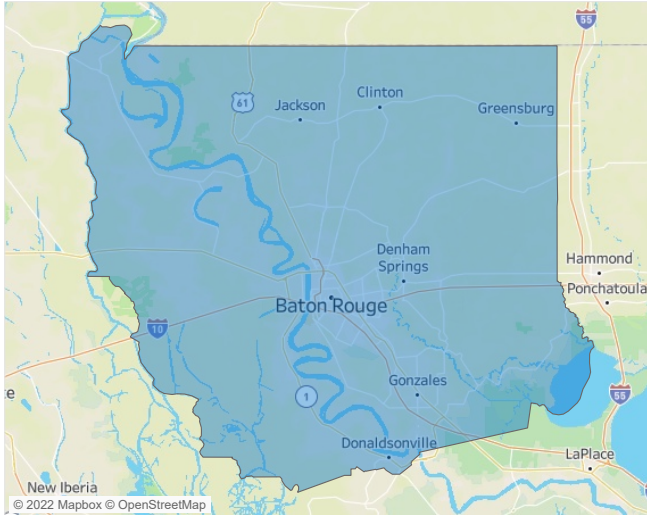 55
61
Jackson
Clinton
Greensburg
Denham
Springs
Hammond
Ponchatoula
Baton Rouge
10
Gonzales
1
55
Donaldsonville
LaPlace
New Iberia
© 2022 Mapbox © OpenStreetMap